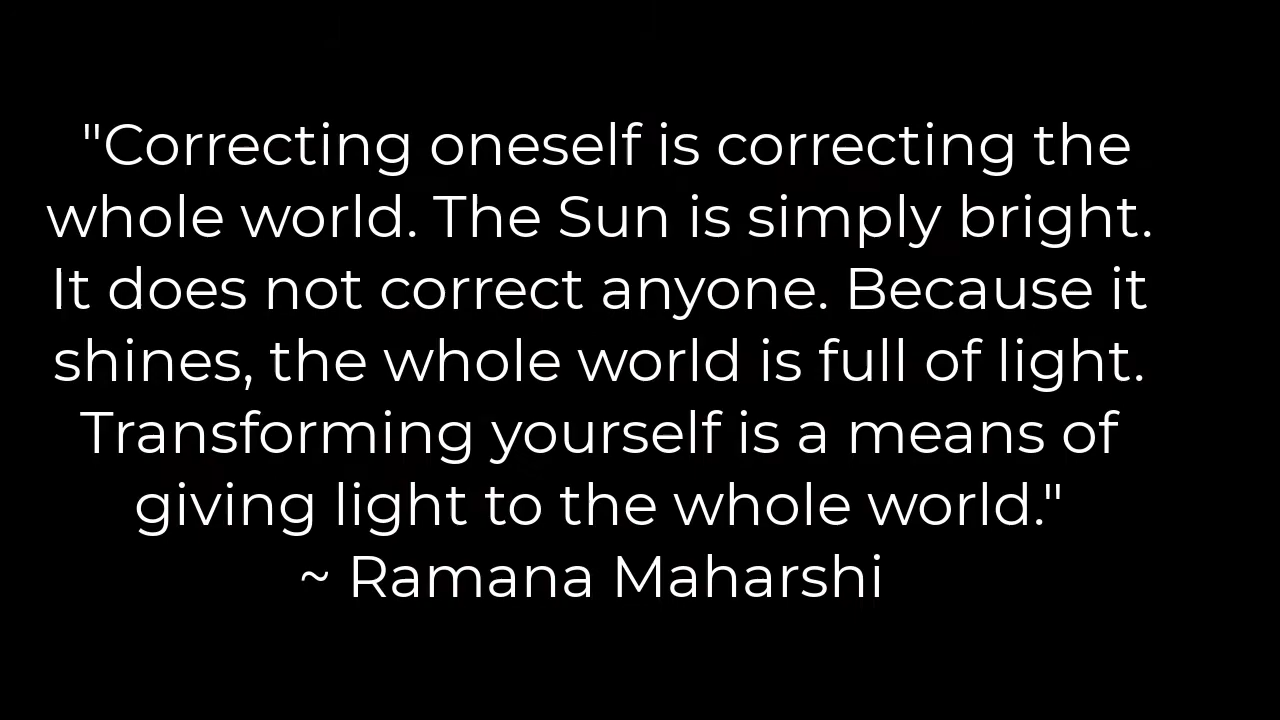 "Correcting oneself is correcting the
whole world. The Sun is simply bright.
It does not correct anyone. Because it
shines, the whole world is full of light.
Transforming yourself is a means of
giving light to the whole world."
~ Ramana Maharshi